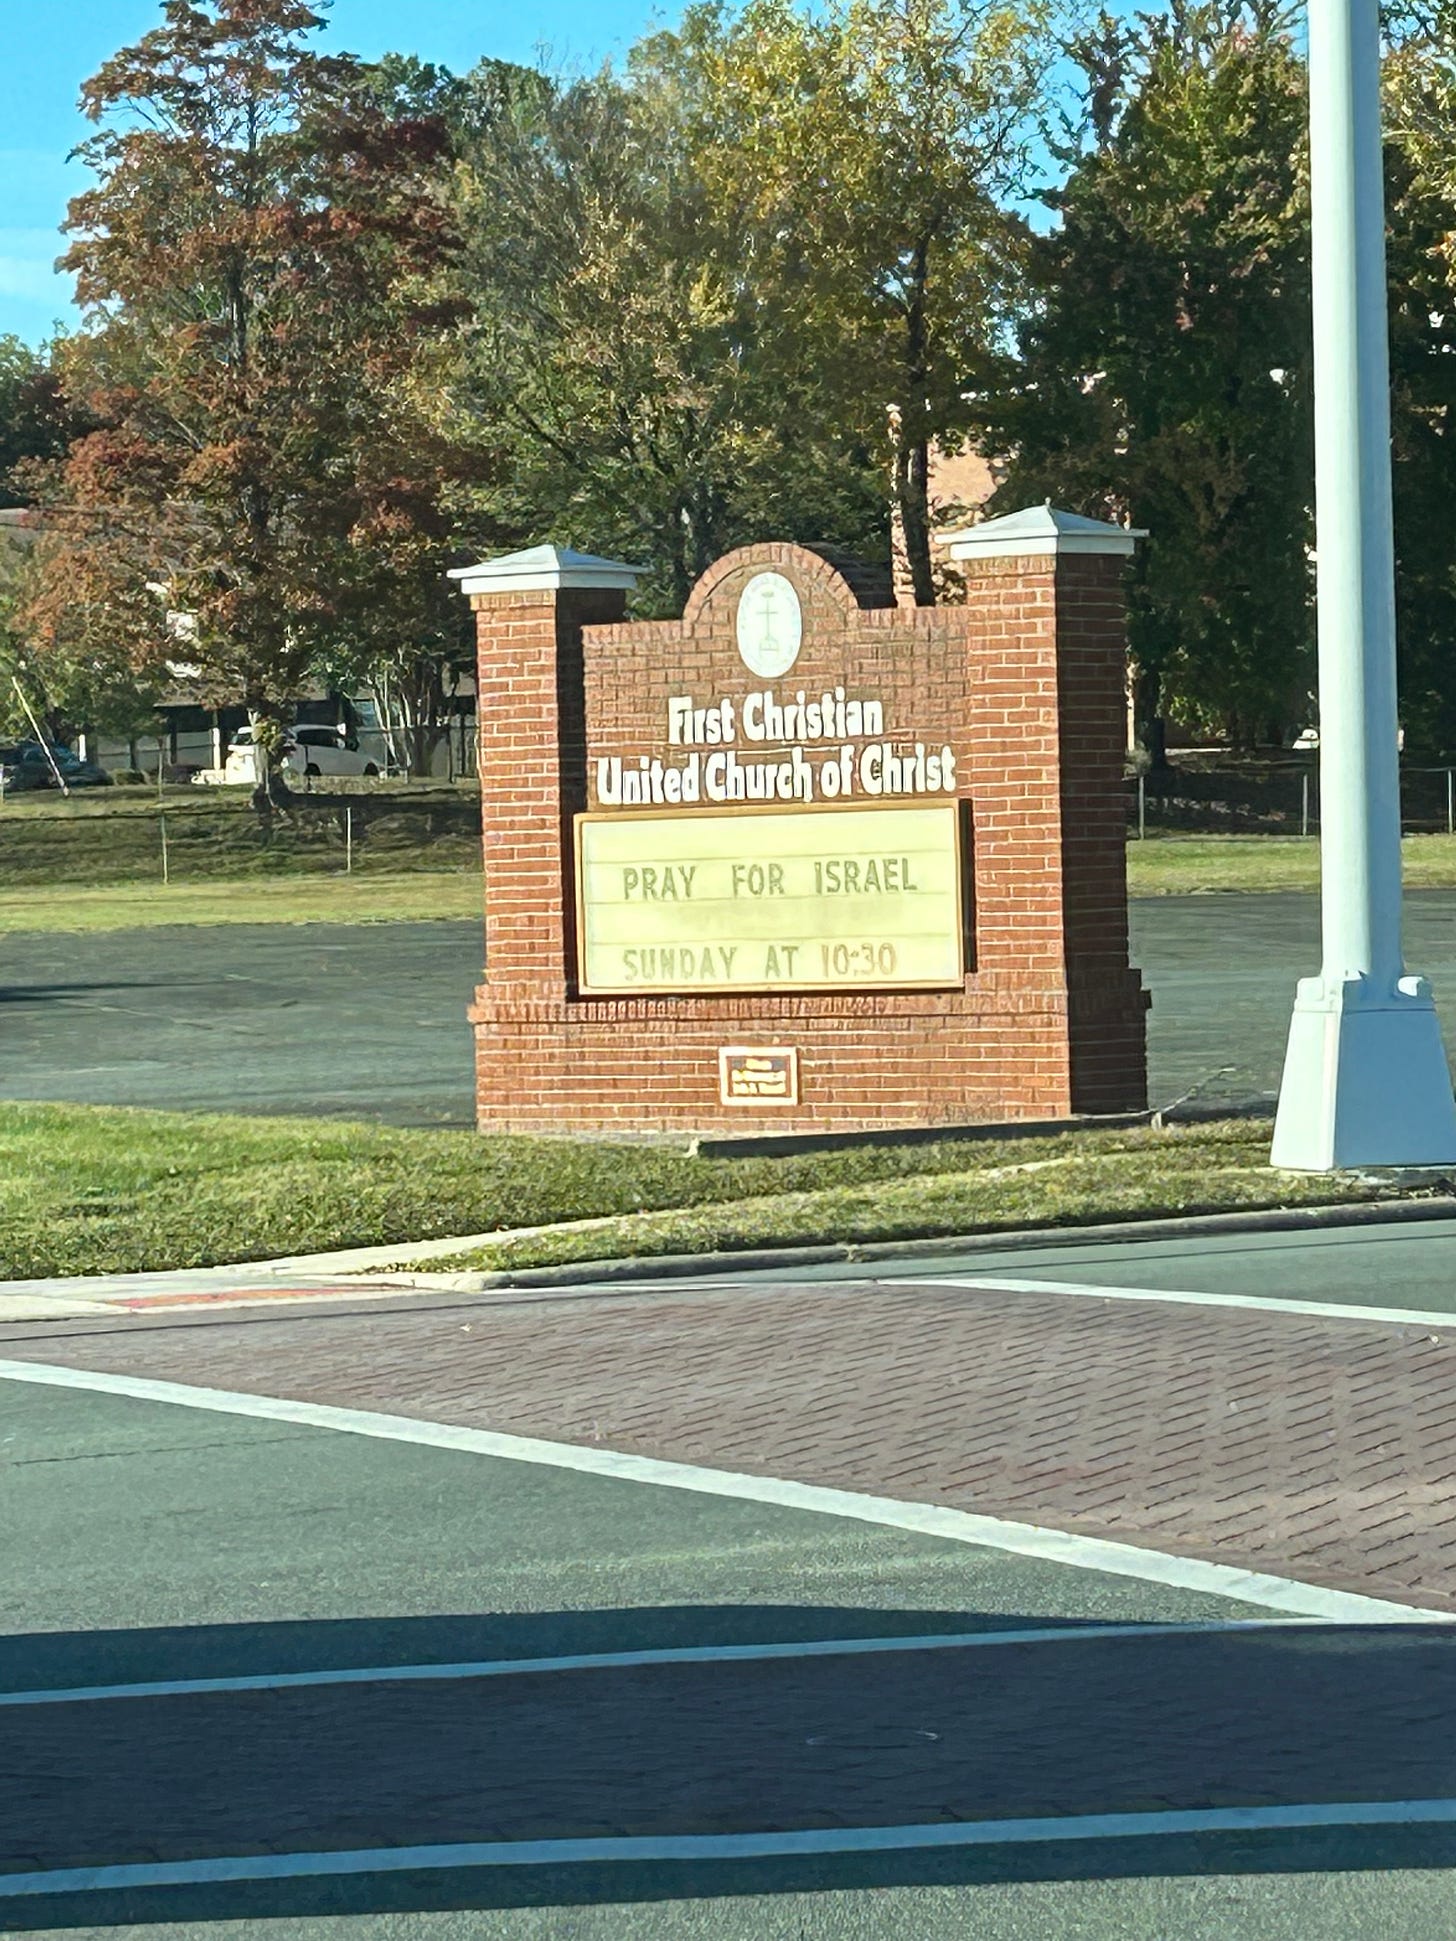 First Christian
United Church of Christ
PRAY FOR ISRAEL
SUNDAY AT 10:30